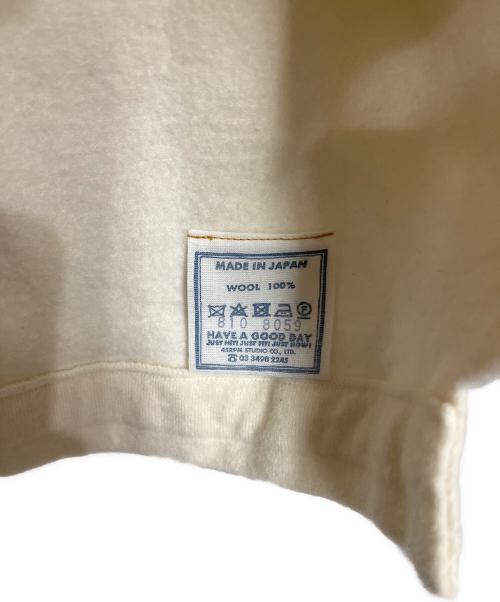 MADE IN JAPAN
WOOL 100%
810 8059
HAVE A GOOD DAY
JUST HIT! JUST FIT! JUST NOW!
45RPM STUDIO CO., LTD.
☎ 03 3498 2245